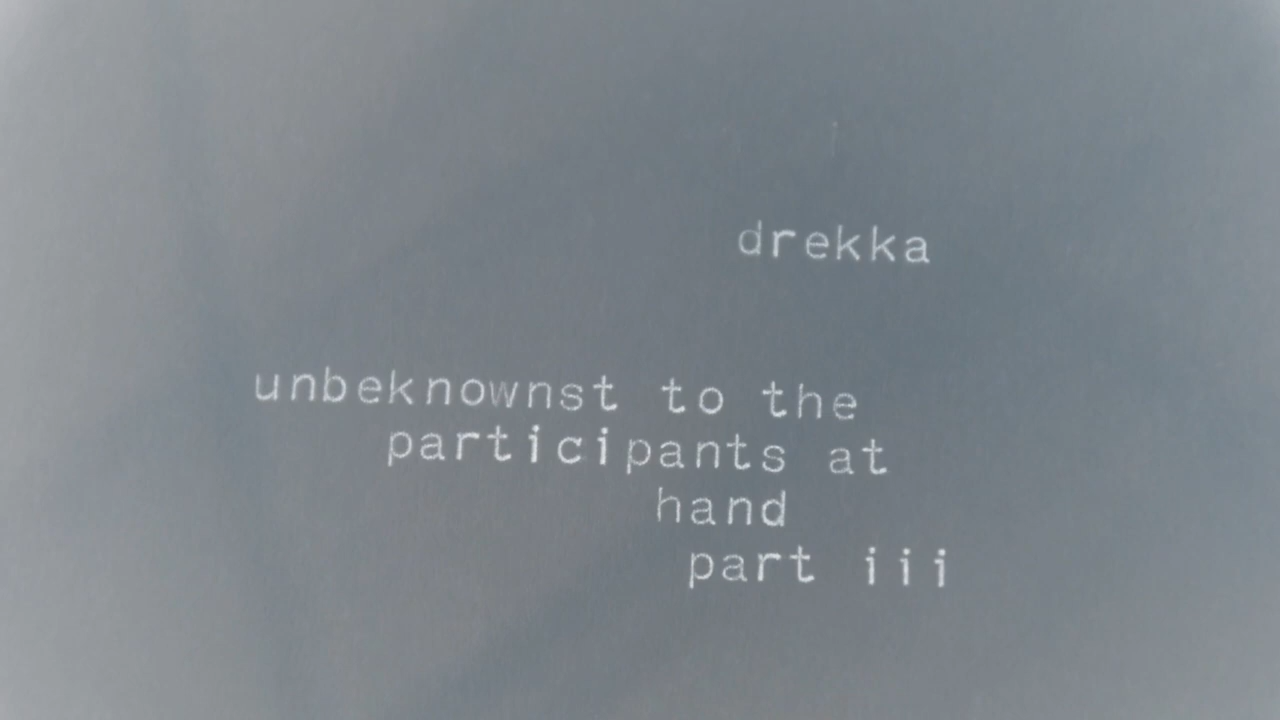 drekka
unbeknownst to the
participants at
hand
part iii